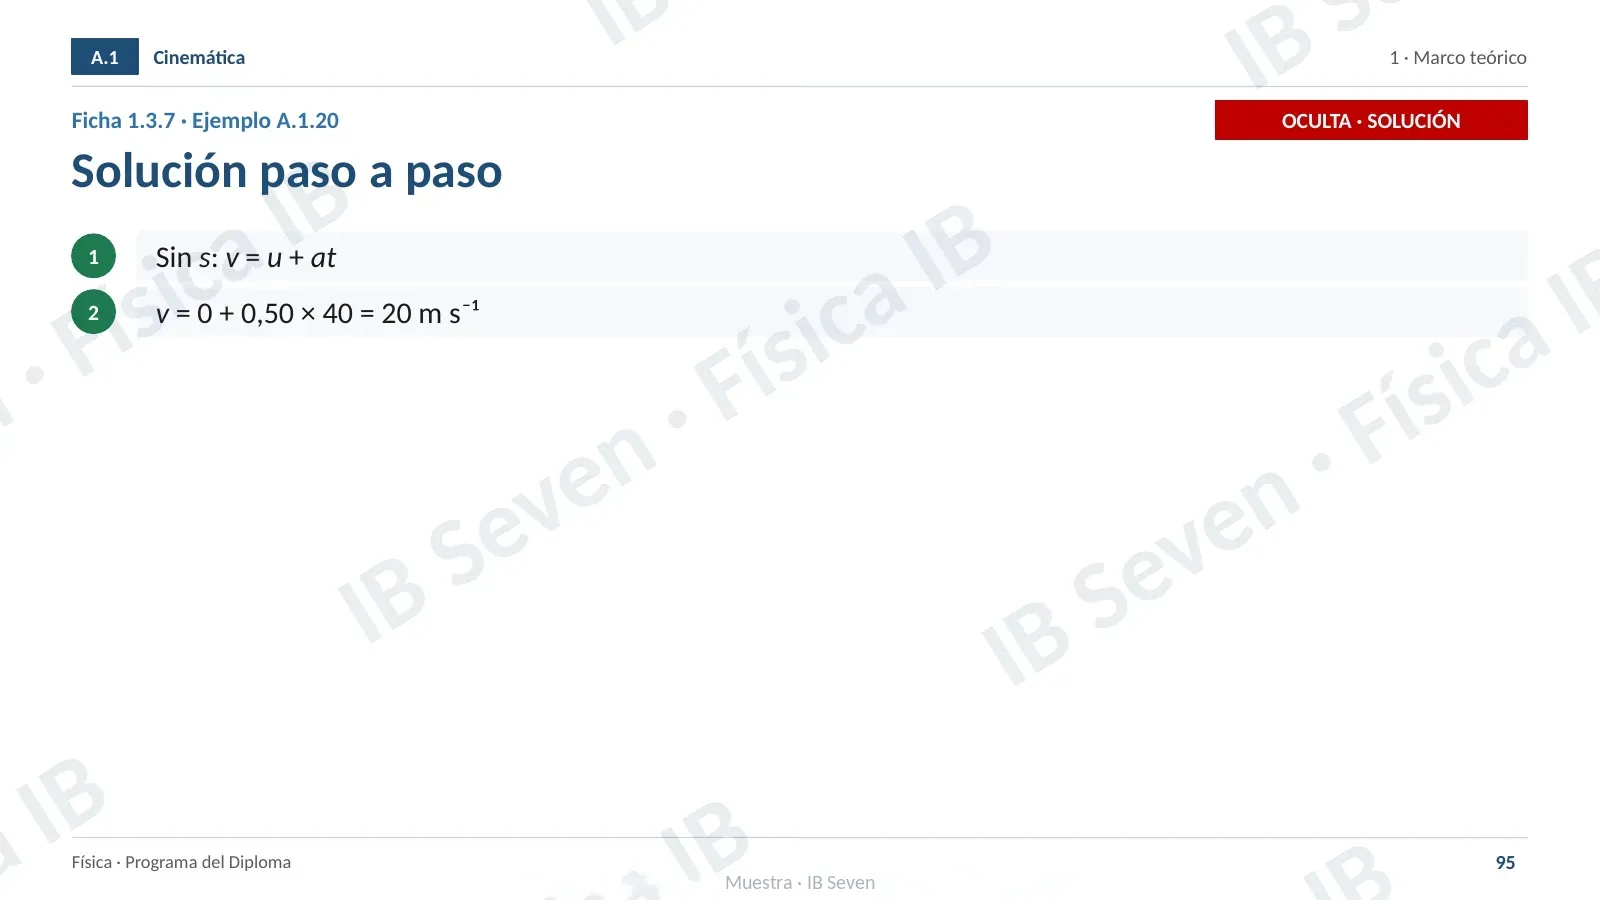 A.1 Cinemática 1 · Marco teórico
Ficha 1.3.7 · Ejemplo A.1.20 OCULTA · SOLUCIÓN
Solución paso a paso
1 Sin s: v = u + at
2 v = 0 + 0,50 × 40 = 20 m s⁻¹
IB Seven · Física IB
IB Seven · Física IB
Física · Programa del Diploma 95
Muestra · IB Seven